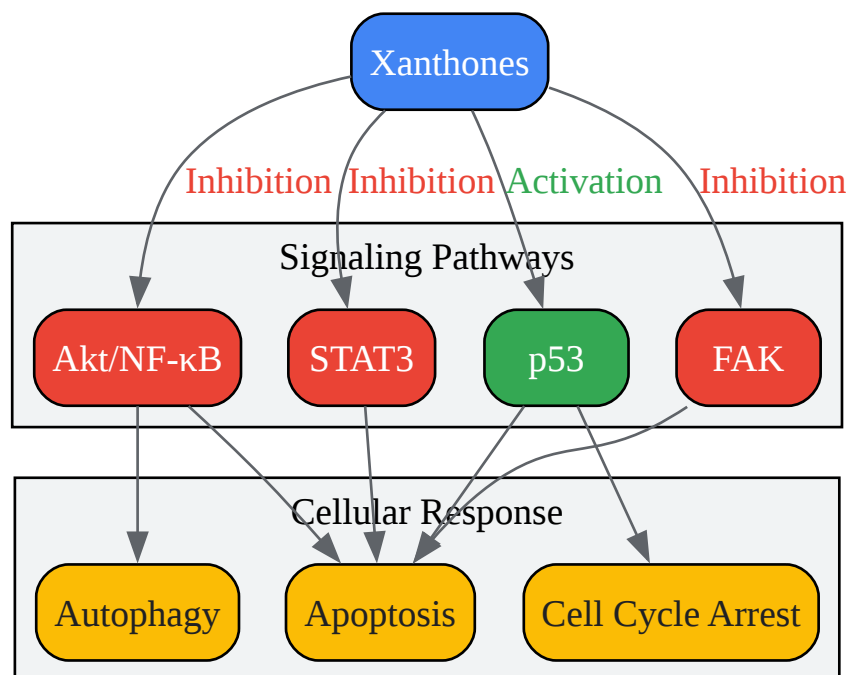 Xanthones
Inhibition Inhibition Activation Inhibition
Signaling Pathways
Akt/NF-κB STAT3 p53 FAK
Cellular Response
Autophagy Apoptosis Cell Cycle Arrest